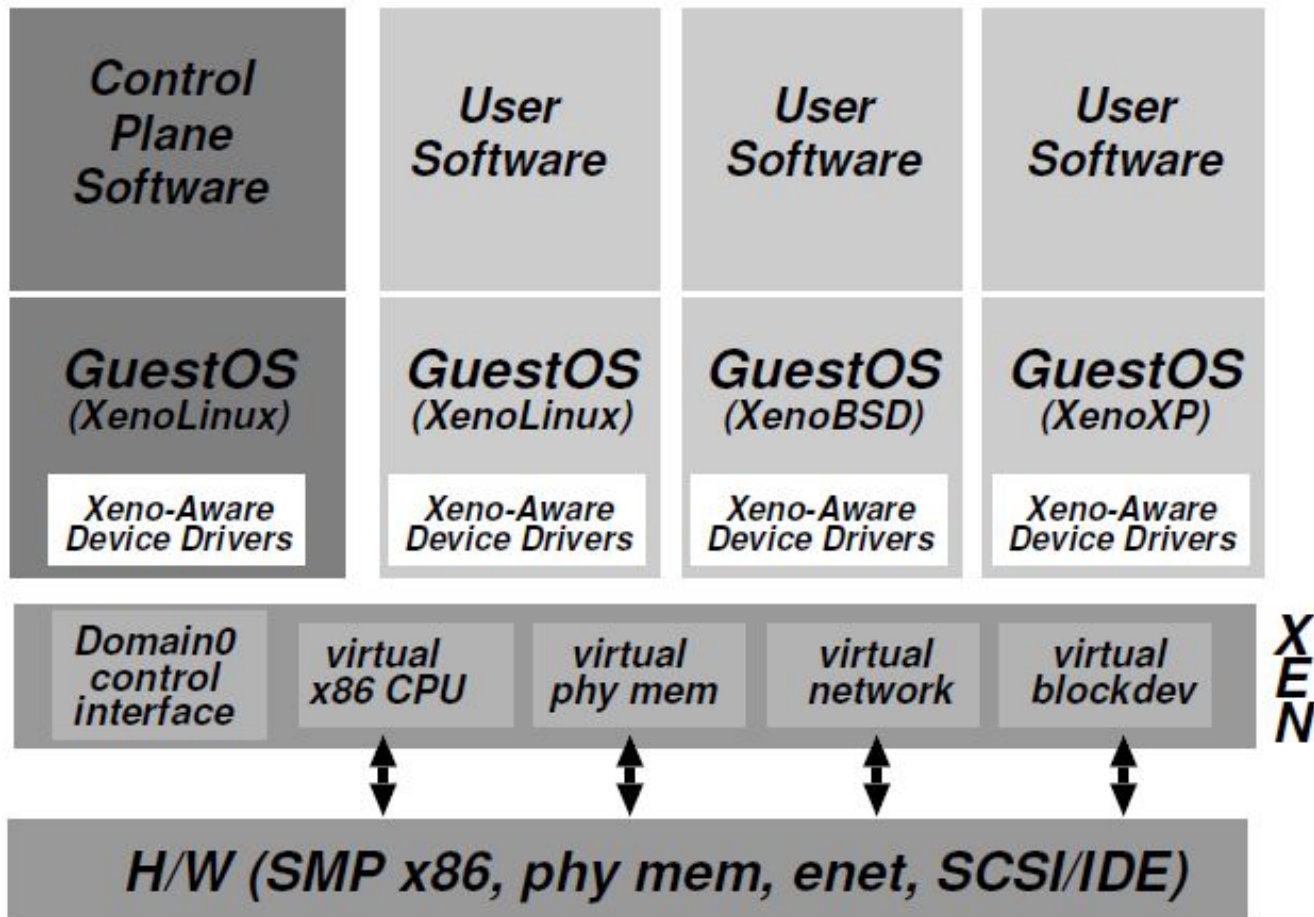 Control
Plane
Software
User
Software
User
Software
User
Software
GuestOS
(XenoLinux)
Xeno-Aware
Device Drivers
GuestOS
(XenoLinux)
Xeno-Aware
Device Drivers
GuestOS
(XenoBSD)
Xeno-Aware
Device Drivers
GuestOS
(XenoXP)
Xeno-Aware
Device Drivers
Domain0
control
interface
virtual
x86 CPU
virtual
phy mem
virtual
network
virtual
blockdev
XEN
H/W (SMP x86, phy mem, enet, SCSI/IDE)